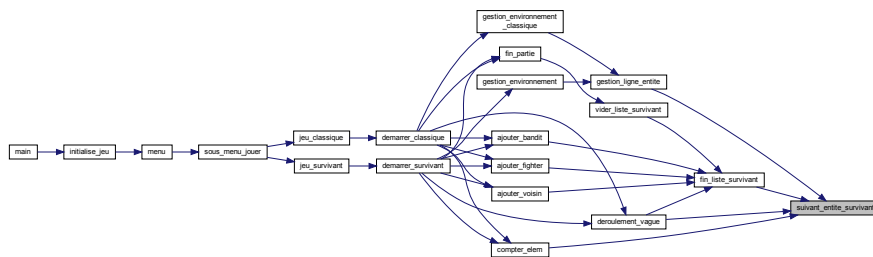 gestion_environnement
_classique
fin_partie
gestion_environnement
gestion_ligne_entite
vider_liste_survivant
jeu_classique
demarrer_classique
ajouter_bandit
main
initialise_jeu
menu
sous_menu_jouer
jeu_survivant
demarrer_survivant
ajouter_fighter
fin_liste_survivant
ajouter_voisin
suivant_entite_survivant
deroulement_vague
compter_elem